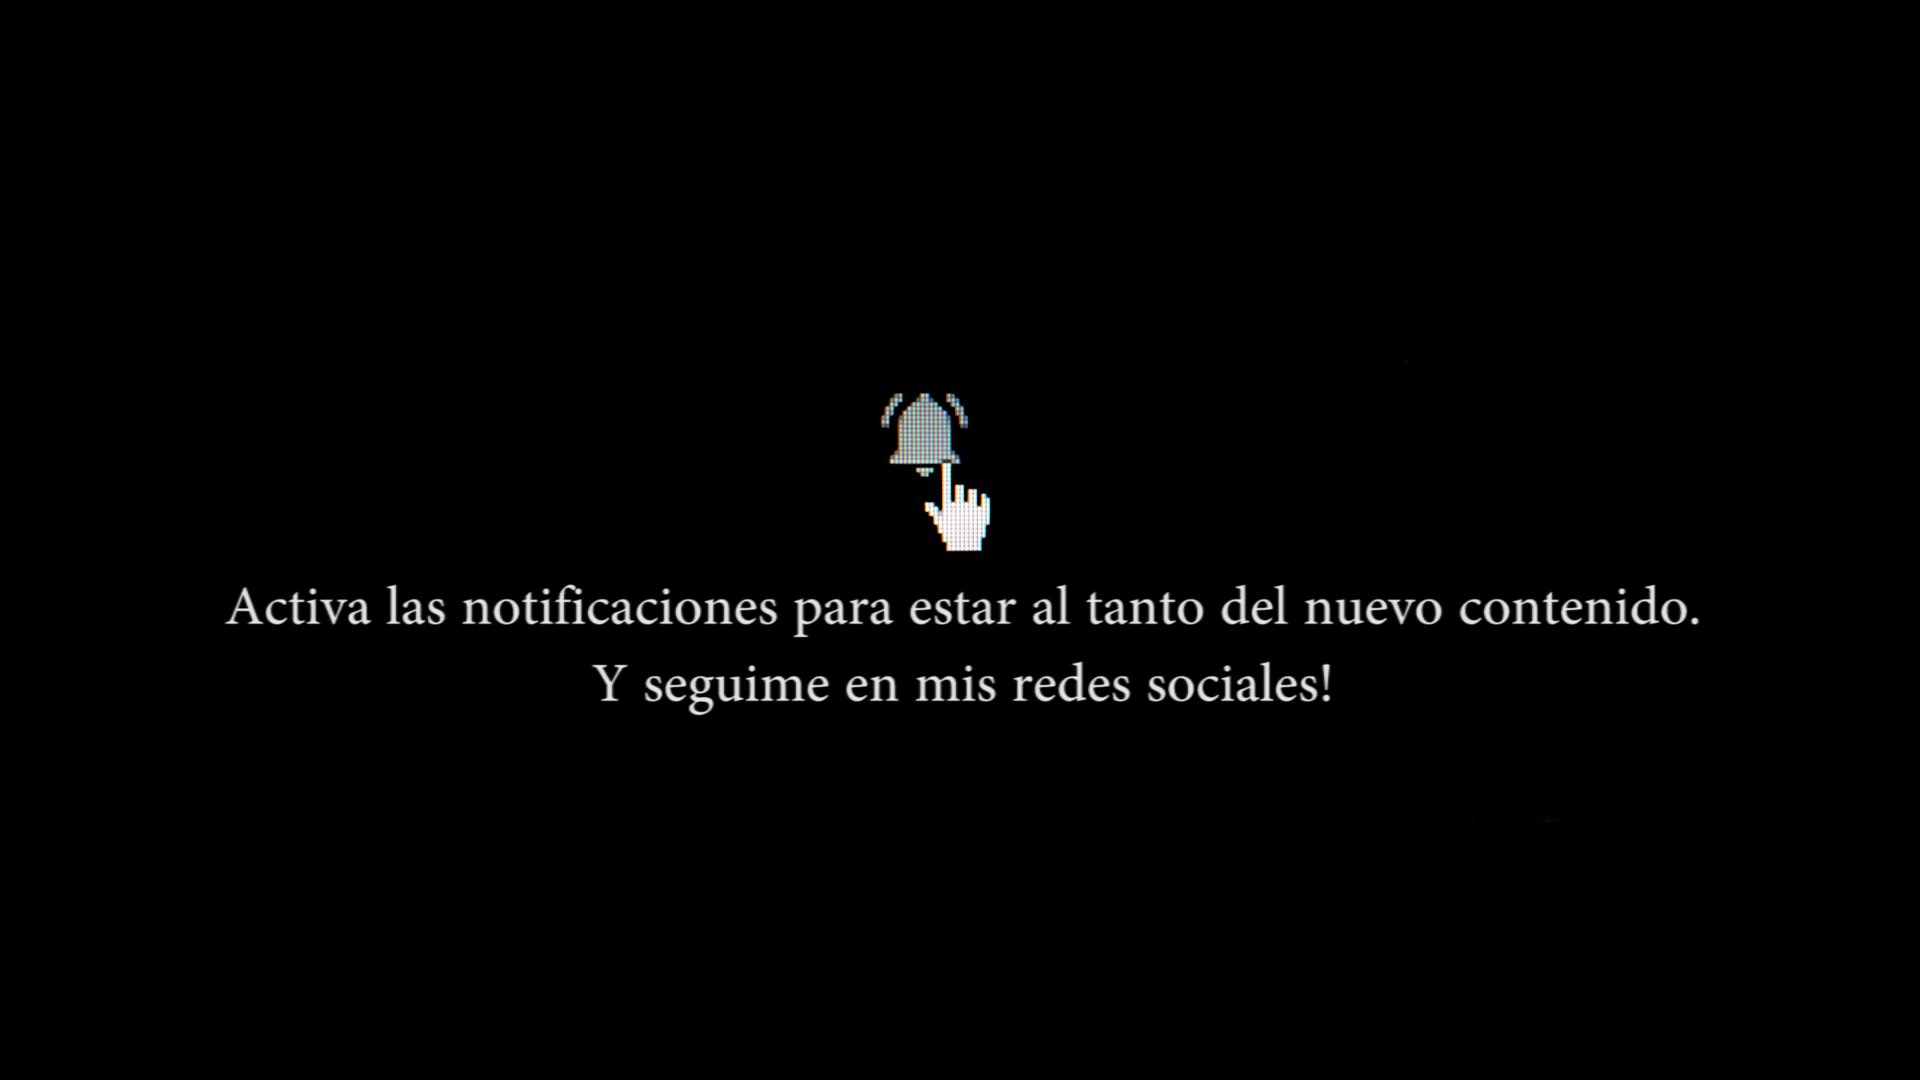 Activa las notificaciones para estar al tanto del nuevo contenido.
Y seguime en mis redes sociales!